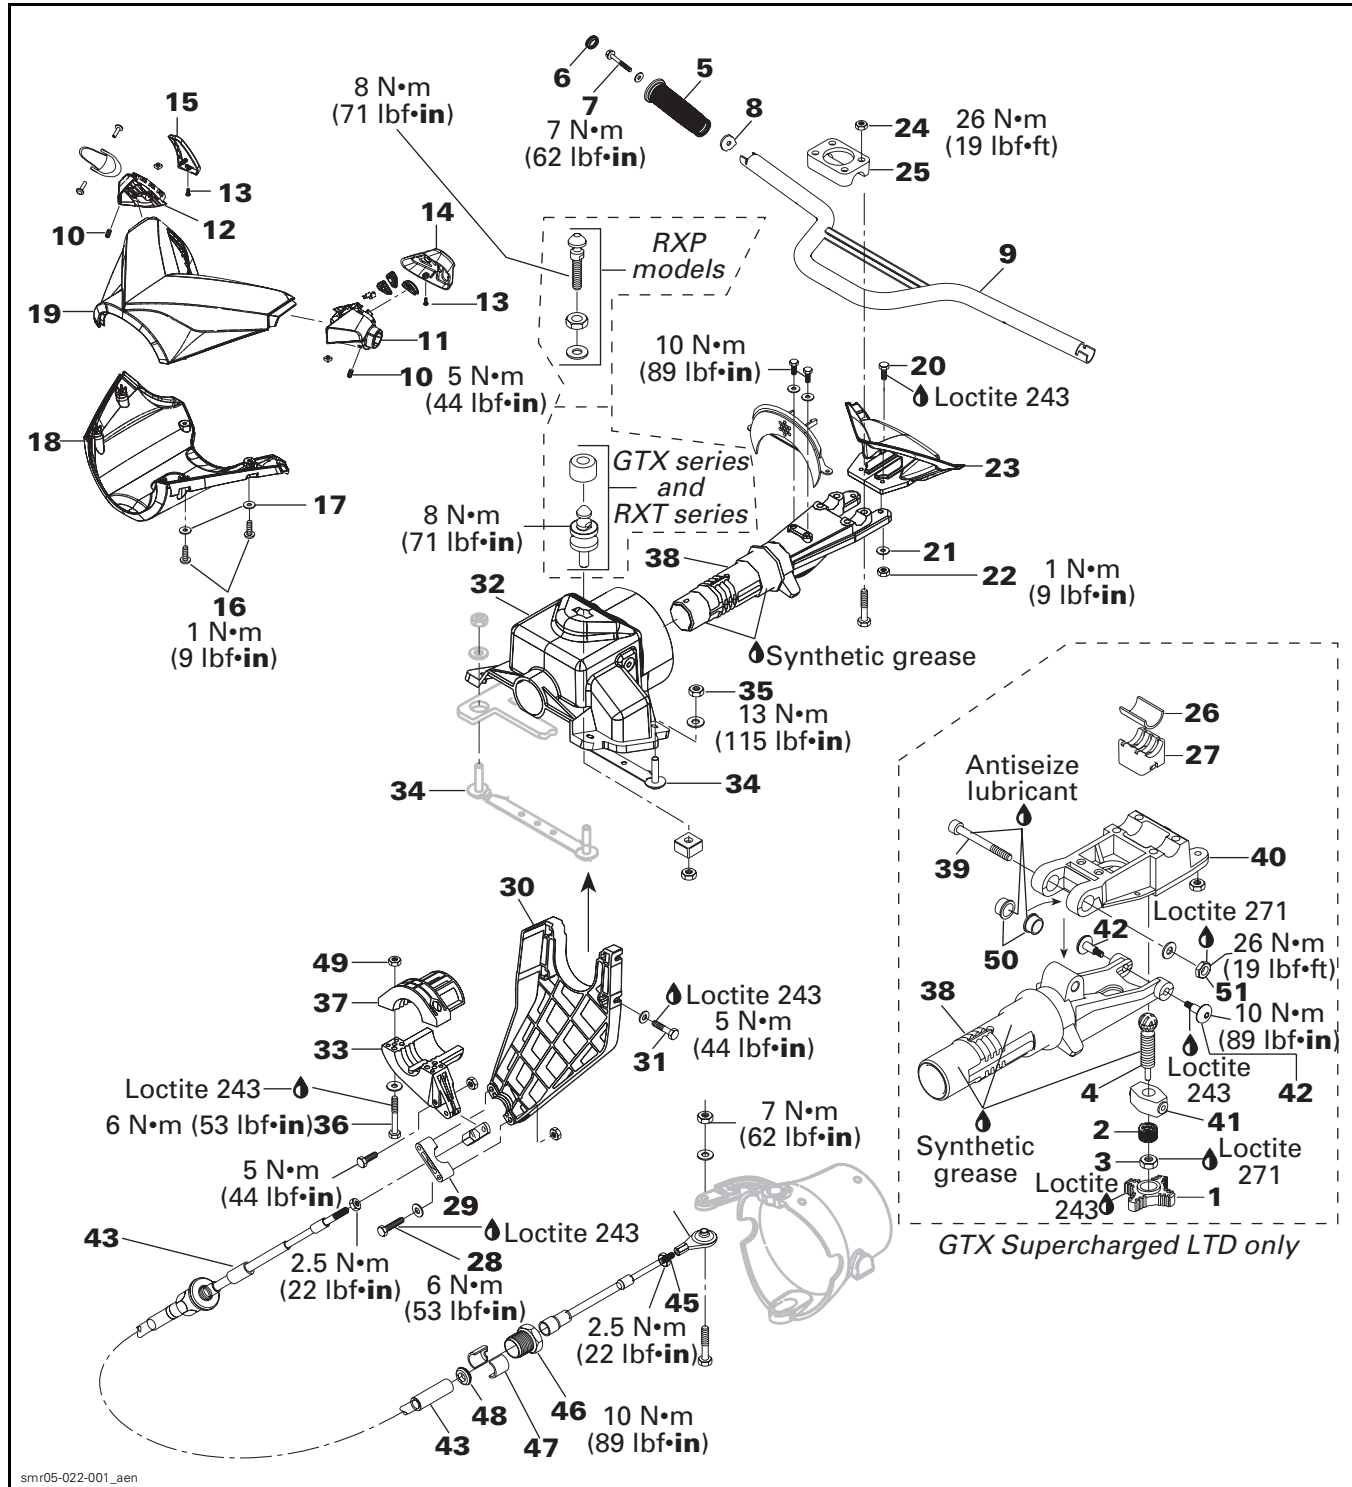 6
7
7 N•m
(62 lbf•in)
5
8
8 N•m
(71 lbf•in)
15
13
12
10
14
13
11
10
5 N•m
(44 lbf•in)
19
18
17
16
1 N•m
(9 lbf•in)
24
26 N•m
(19 lbf•ft)
25
9
RXP
models
10 N•m
(89 lbf•in)
20
Loctite 243
23
GTX series
and
RXT series
8 N•m
(71 lbf•in)
38
21
22
1 N•m
(9 lbf•in)
32
Synthetic grease
35
13 N•m
(115 lbf•in)
34
34
26
27
Antiseize
lubricant
39
40
Loctite 271
42
50
26 N•m
(19 lbf•ft)
51
38
10 N•m
(89 lbf•in)
Loctite
243
42
4
41
2
Synthetic
grease
3
Loctite
271
Loctite
243
1
GTX Supercharged LTD only
30
49
37
33
Loctite 243
5 N•m
(44 lbf•in)
31
Loctite 243
6 N•m (53 lbf•in)
36
5 N•m
(44 lbf•in)
29
7 N•m
(62 lbf•in)
43
2.5 N•m
(22 lbf•in)
28
Loctite 243
6 N•m
(53 lbf•in)
45
2.5 N•m
(22 lbf•in)
46
10 N•m
(89 lbf•in)
48
47
43
smr05-022-001_aen